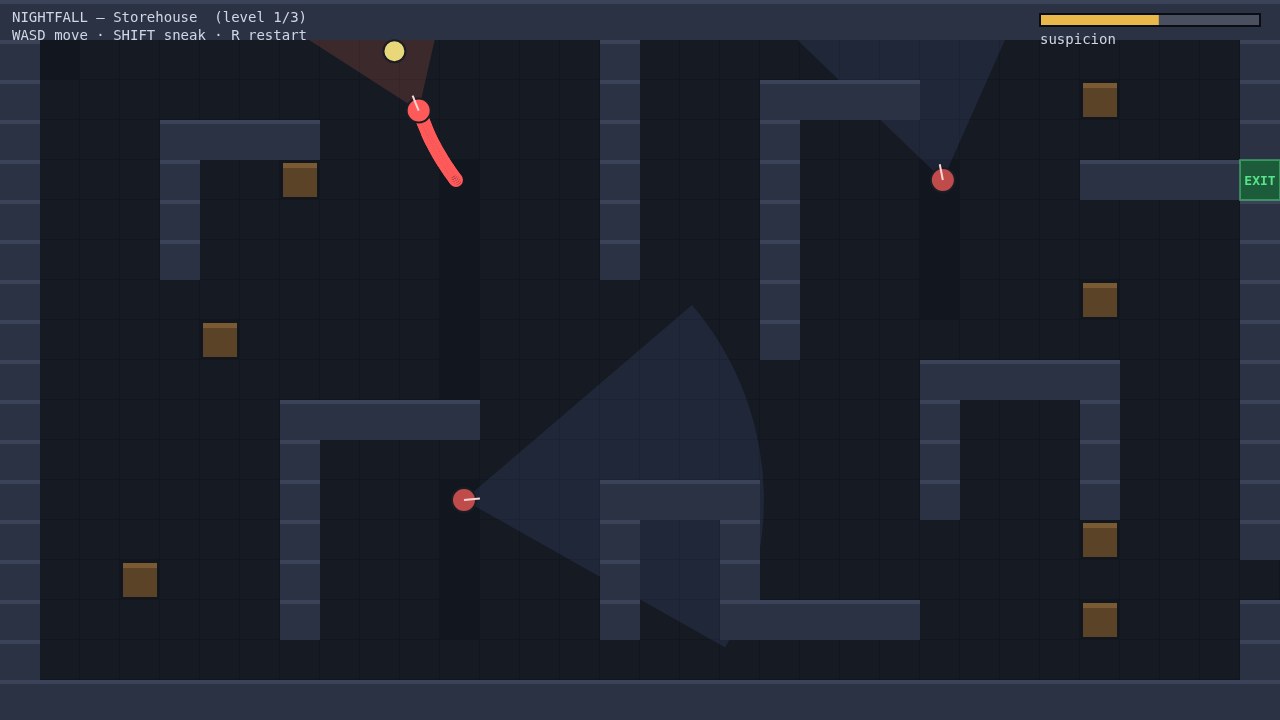 NIGHTFALL — Storehouse  (level 1/3)
WASD move · SHIFT sneak · R restart
suspicion
EXIT